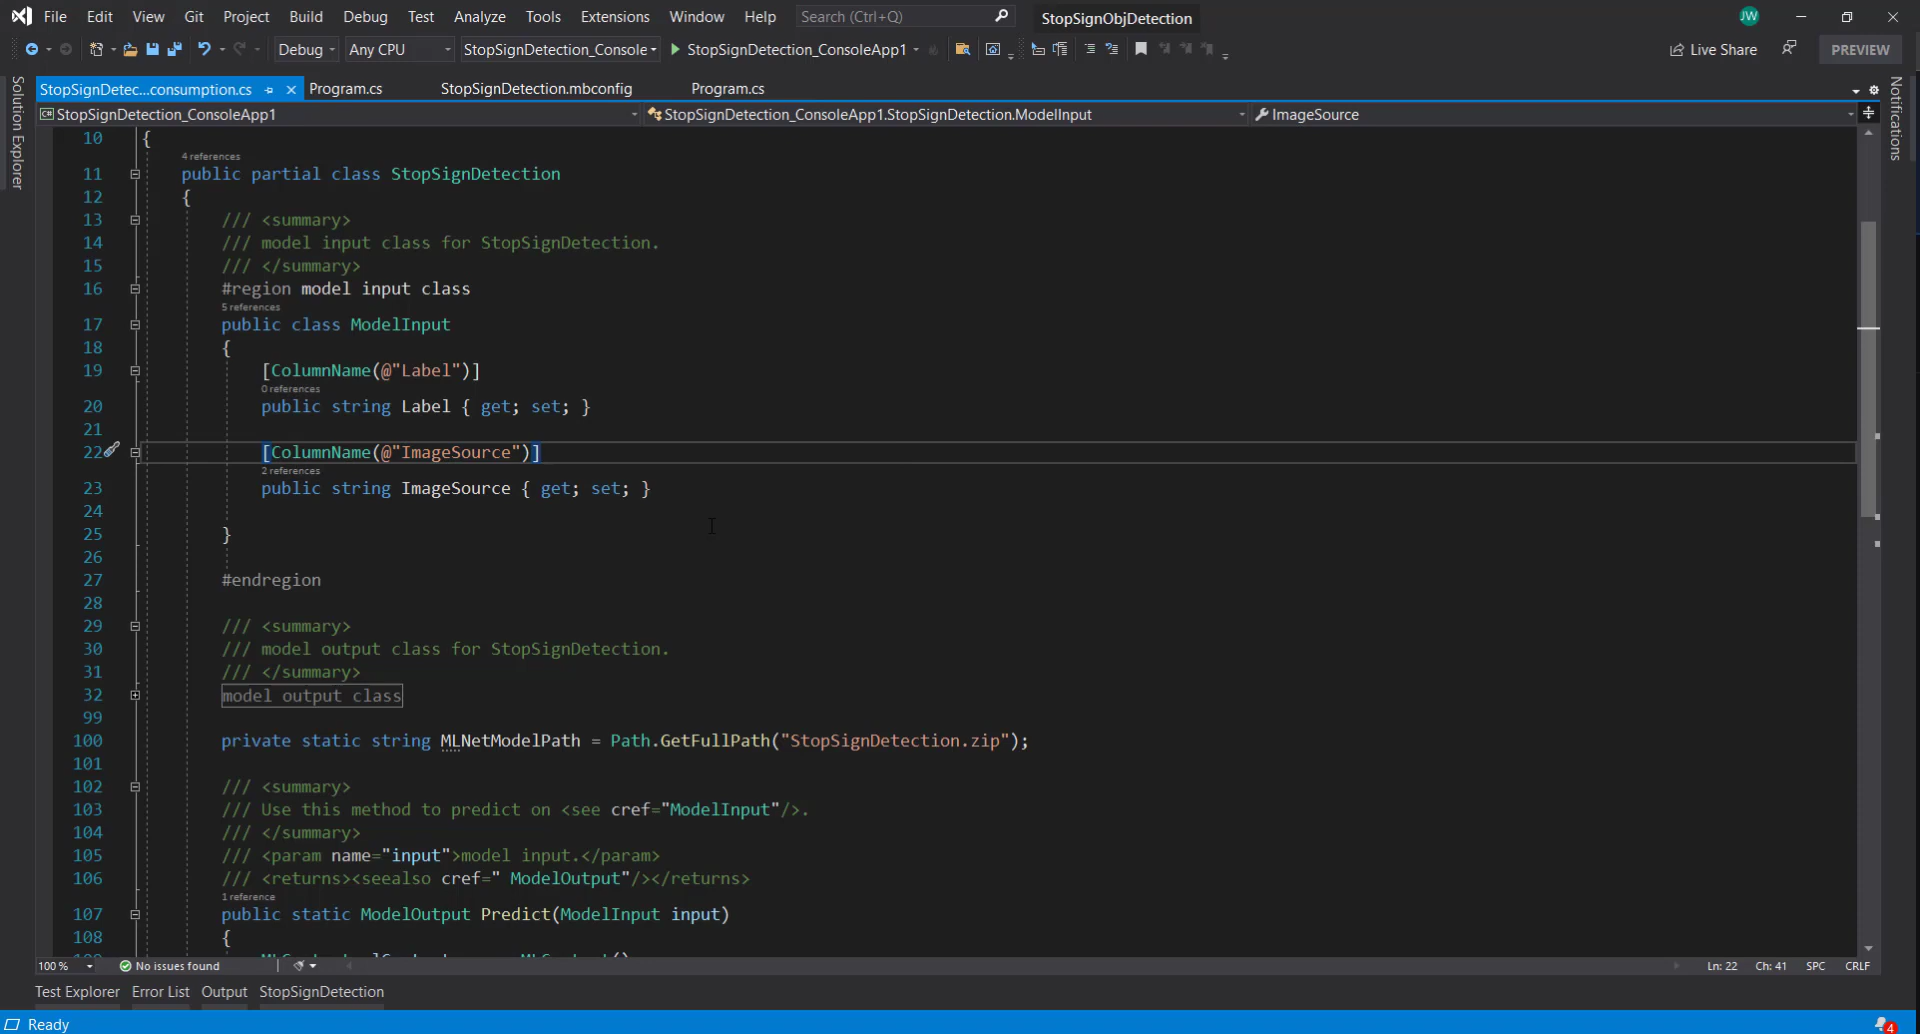 File Edit View Git Project Build Debug Test Analyze Tools Extensions Window Help Search (Ctrl+Q) StopSignObjDetection JW
Debug Any CPU StopSignDetection_Console StopSignDetection_ConsoleApp1 Live Share PREVIEW
Solution Explorer
StopSignDetec...consumption.cs Program.cs StopSignDetection.mbconfig Program.cs
Notifications
C# StopSignDetection_ConsoleApp1 StopSignDetection_ConsoleApp1.StopSignDetection.ModelInput ImageSource
10 {
4 references
11 public partial class StopSignDetection
12 {
13 /// <summary>
14 /// model input class for StopSignDetection.
15 /// </summary>
16 #region model input class
5 references
17 public class ModelInput
18 {
19 [ColumnName(@"Label")]
0 references
20 public string Label { get; set; }
21
22 [ColumnName(@"ImageSource")]
2 references
23 public string ImageSource { get; set; }
24
25 }
26
27 #endregion
28
29 /// <summary>
30 /// model output class for StopSignDetection.
31 /// </summary>
32 model output class
99
100 private static string MLNetModelPath = Path.GetFullPath("StopSignDetection.zip");
101
102 /// <summary>
103 /// Use this method to predict on <see cref="ModelInput"/>.
104 /// </summary>
105 /// <param name="input">model input.</param>
106 /// <returns><seealso cref=" ModelOutput"/></returns>
1 reference
107 public static ModelOutput Predict(ModelInput input)
108 {
100 % No issues found Ln: 22 Ch: 41 SPC CRLF
Test Explorer Error List Output StopSignDetection
Ready 4